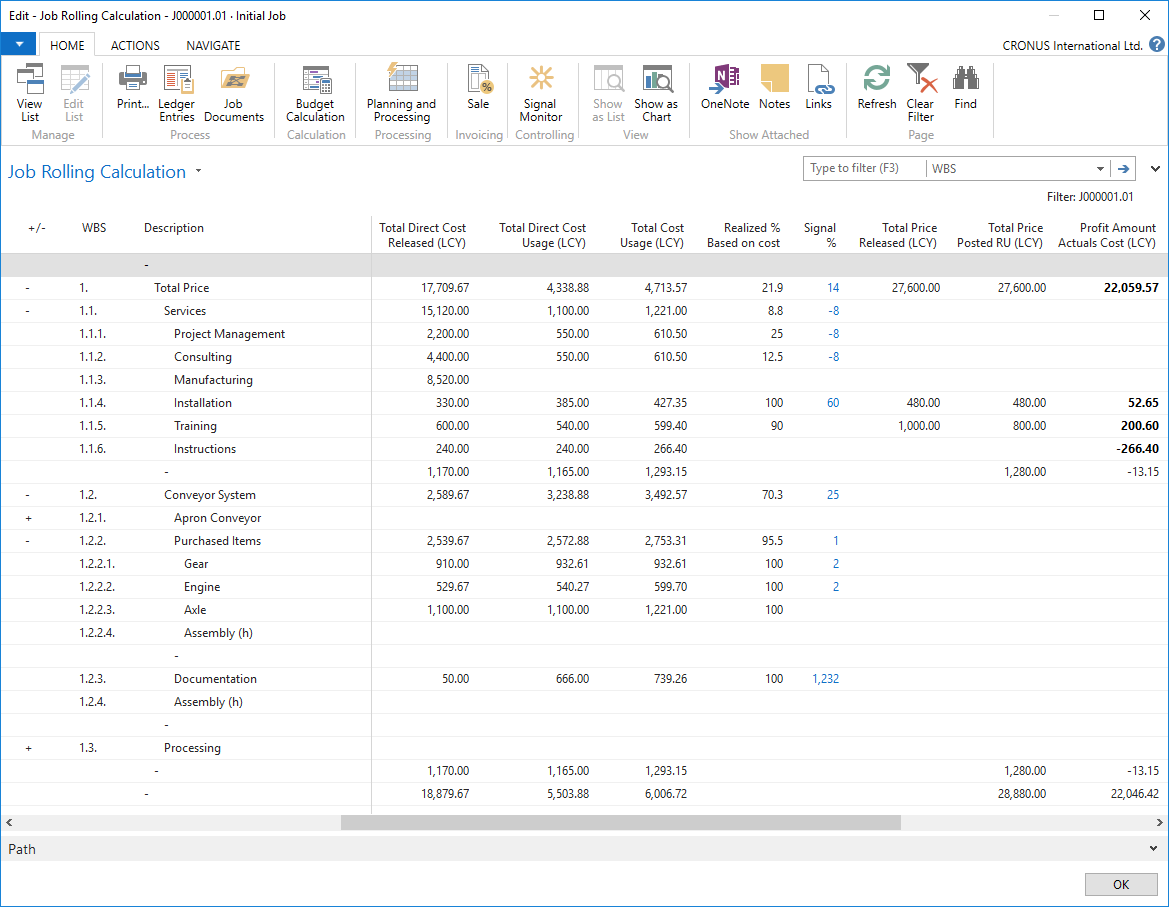 Edit - Job Rolling Calculation - J000001.01 · Initial Job
HOME ACTIONS NAVIGATE CRONUS International Ltd. ?
View List Edit List Print... Ledger Entries Job Documents Budget Calculation Planning and Processing Sale Signal Monitor Show as List Show as Chart OneNote Notes Links Refresh Clear Filter Find
Manage Process Calculation Processing Invoicing Controlling View Show Attached Page
Job Rolling Calculation Type to filter (F3) WBS
Filter: J000001.01
+/- WBS Description Total Direct Cost Released (LCY) Total Direct Cost Usage (LCY) Total Cost Usage (LCY) Realized % Based on cost Signal % Total Price Released (LCY) Total Price Posted RU (LCY) Profit Amount Actuals Cost (LCY)
-
- 1. Total Price 17,709.67 4,338.88 4,713.57 21.9 14 27,600.00 27,600.00 22,059.57
- 1.1. Services 15,120.00 1,100.00 1,221.00 8.8 -8
1.1.1. Project Management 2,200.00 550.00 610.50 25 -8
1.1.2. Consulting 4,400.00 550.00 610.50 12.5 -8
1.1.3. Manufacturing 8,520.00
1.1.4. Installation 330.00 385.00 427.35 100 60 480.00 480.00 52.65
1.1.5. Training 600.00 540.00 599.40 90 1,000.00 800.00 200.60
1.1.6. Instructions 240.00 240.00 266.40 -266.40
- 1,170.00 1,165.00 1,293.15 1,280.00 -13.15
- 1.2. Conveyor System 2,589.67 3,238.88 3,492.57 70.3 25
+ 1.2.1. Apron Conveyor
- 1.2.2. Purchased Items 2,539.67 2,572.88 2,753.31 95.5 1
1.2.2.1. Gear 910.00 932.61 932.61 100 2
1.2.2.2. Engine 529.67 540.27 599.70 100 2
1.2.2.3. Axle 1,100.00 1,100.00 1,221.00 100
1.2.2.4. Assembly (h)
-
1.2.3. Documentation 50.00 666.00 739.26 100 1,232
1.2.4. Assembly (h)
-
+ 1.3. Processing
- 1,170.00 1,165.00 1,293.15 1,280.00 -13.15
- 18,879.67 5,503.88 6,006.72 28,880.00 22,046.42
Path
OK